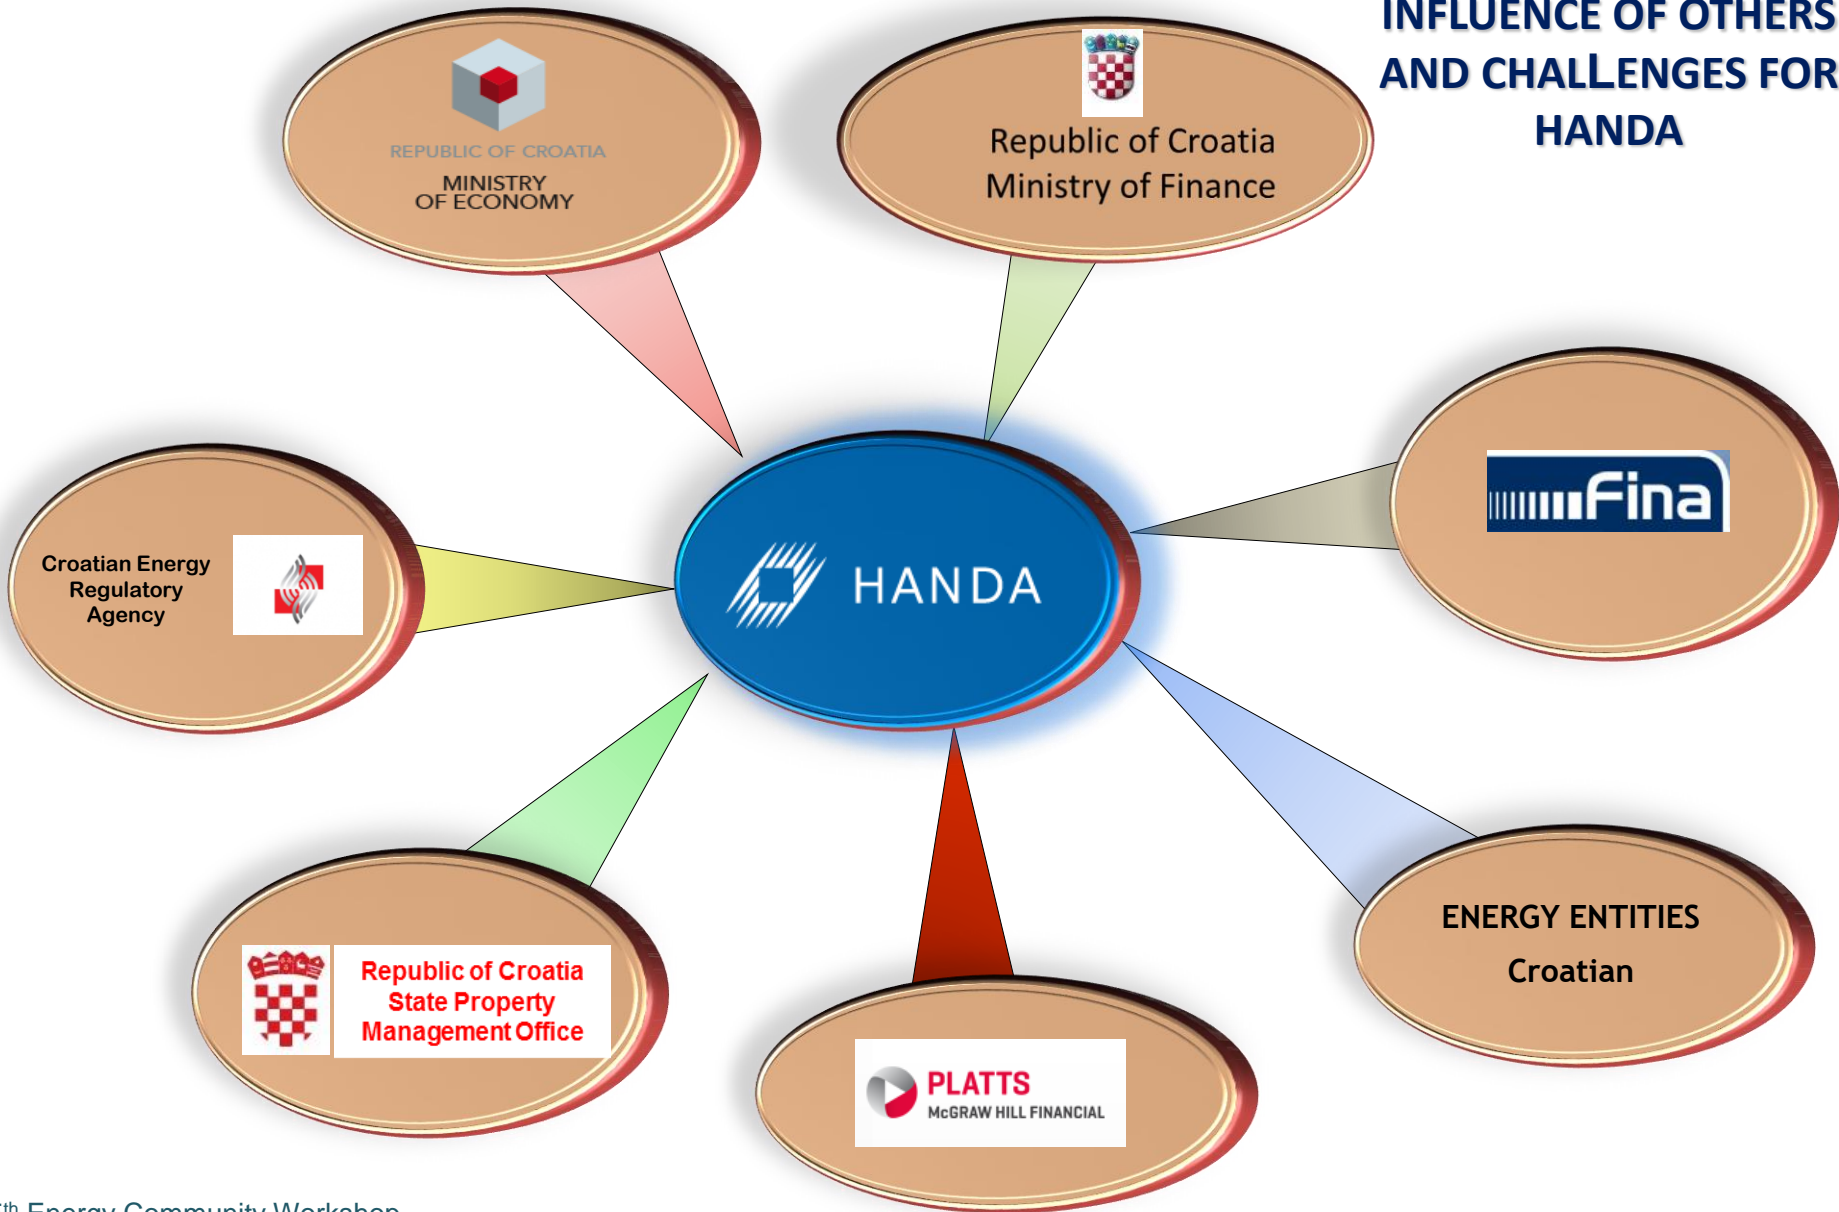 INFLUENCE OF OTHERS
AND CHALLENGES FOR
HANDA
REPUBLIC OF CROATIA
MINISTRY
OF ECONOMY
Republic of Croatia
Ministry of Finance
Fina
Croatian Energy
Regulatory
Agency
HANDA
ENERGY ENTITIES
Croatian
Republic of Croatia
State Property
Management Office
PLATTS
McGRAW HILL FINANCIAL
Energy Community Workshop